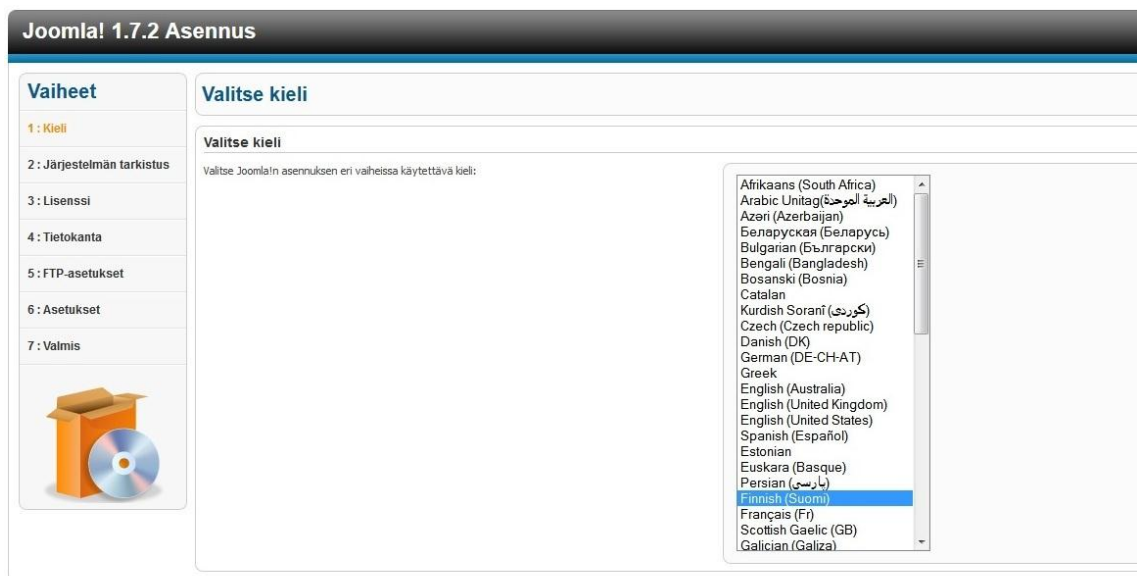 Joomla! 1.7.2 Asennus
Vaiheet
1 : Kieli
2 : Järjestelmän tarkistus
3 : Lisenssi
4 : Tietokanta
5 : FTP-asetukset
6 : Asetukset
7 : Valmis
Valitse kieli
Valitse kieli
Valitse Joomla!n asennuksen eri vaiheissa käytettävä kieli:
Afrikaans (South Africa)
Arabic Unitag(العربية الموحدة)
Azəri (Azerbaijan)
Беларуская (Беларусь)
Bulgarian (Български)
Bengali (Bangladesh)
Bosanski (Bosnia)
Catalan
Kurdish Soranî (کوردی)
Czech (Czech republic)
Danish (DK)
German (DE-CH-AT)
Greek
English (Australia)
English (United Kingdom)
English (United States)
Spanish (Español)
Estonian
Euskara (Basque)
Persian (پارسی)
Finnish (Suomi)
Français (Fr)
Scottish Gaelic (GB)
Galician (Galiza)